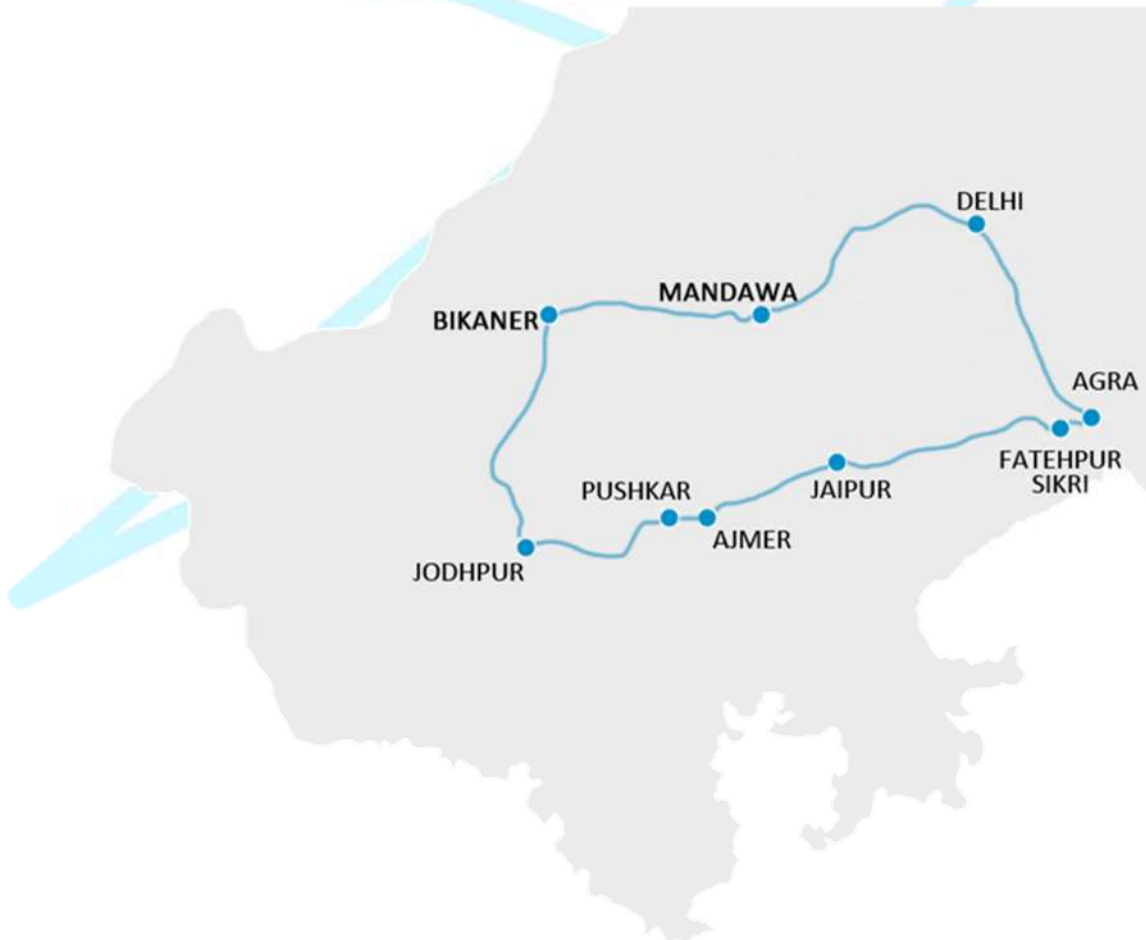 DELHI
MANDAWA
BIKANER
AGRA
FATEHPUR
SIKRI
JAIPUR
PUSHKAR
AJMER
JODHPUR